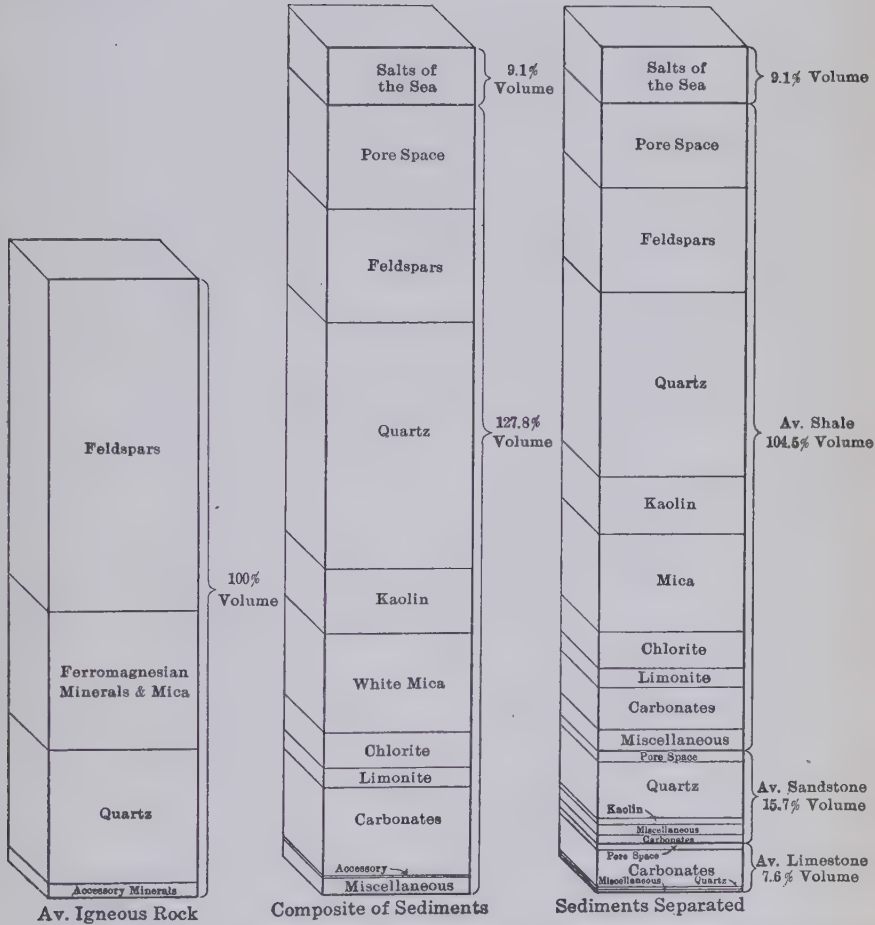 Feldspars
Ferromagnesian
Minerals & Mica
Quartz
Accessory Minerals
100%
Volume
Av. Igneous Rock
Salts of
the Sea
Pore Space
Feldspars
Quartz
Kaolin
White Mica
Chlorite
Limonite
Carbonates
Accessory
Miscellaneous
9.1%
Volume
127.8%
Volume
Composite of Sediments
Salts of
the Sea
Pore Space
Feldspars
Quartz
Kaolin
Mica
Chlorite
Limonite
Carbonates
Miscellaneous
Pore Space
Quartz
Kaolin
Miscellaneous
Carbonates
Pore Space
Carbonates
Miscellaneous
Quartz
9.1% Volume
Av. Shale
104.5% Volume
Av. Sandstone
15.7% Volume
Av. Limestone
7.6% Volume
Sediments Separated